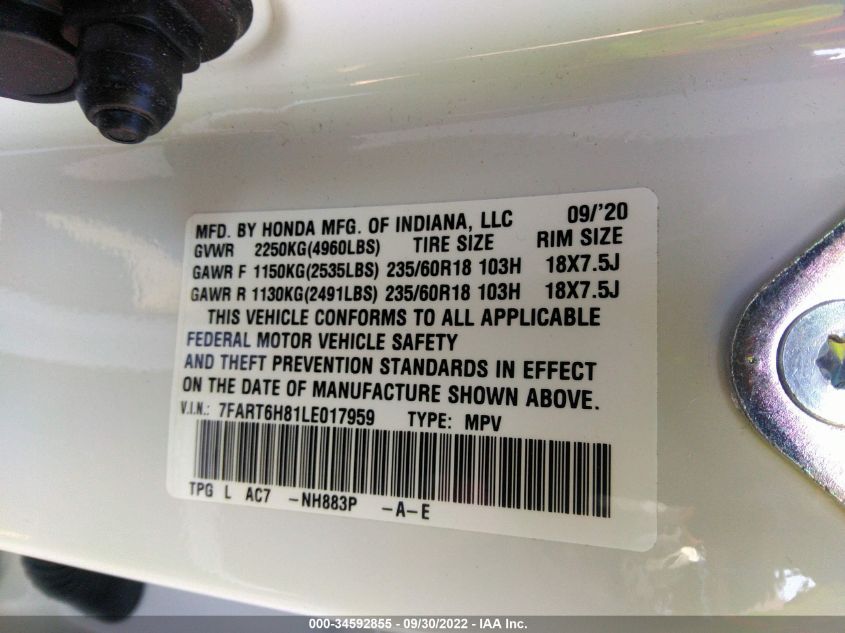 MFD. BY HONDA MFG. OF INDIANA, LLC 09/'20
GVWR 2250KG(4960LBS) TIRE SIZE RIM SIZE
GAWR F 1150KG(2535LBS) 235/60R18 103H 18X7.5J
GAWR R 1130KG(2491LBS) 235/60R18 103H 18X7.5J
THIS VEHICLE CONFORMS TO ALL APPLICABLE
FEDERAL MOTOR VEHICLE SAFETY
AND THEFT PREVENTION STANDARDS IN EFFECT
ON THE DATE OF MANUFACTURE SHOWN ABOVE.
V.I.N.: 7FART6H81LE017959 TYPE: MPV
TPG L AC7 -NH883P -A-E
000-34592855 - 09/30/2022 - IAA Inc.